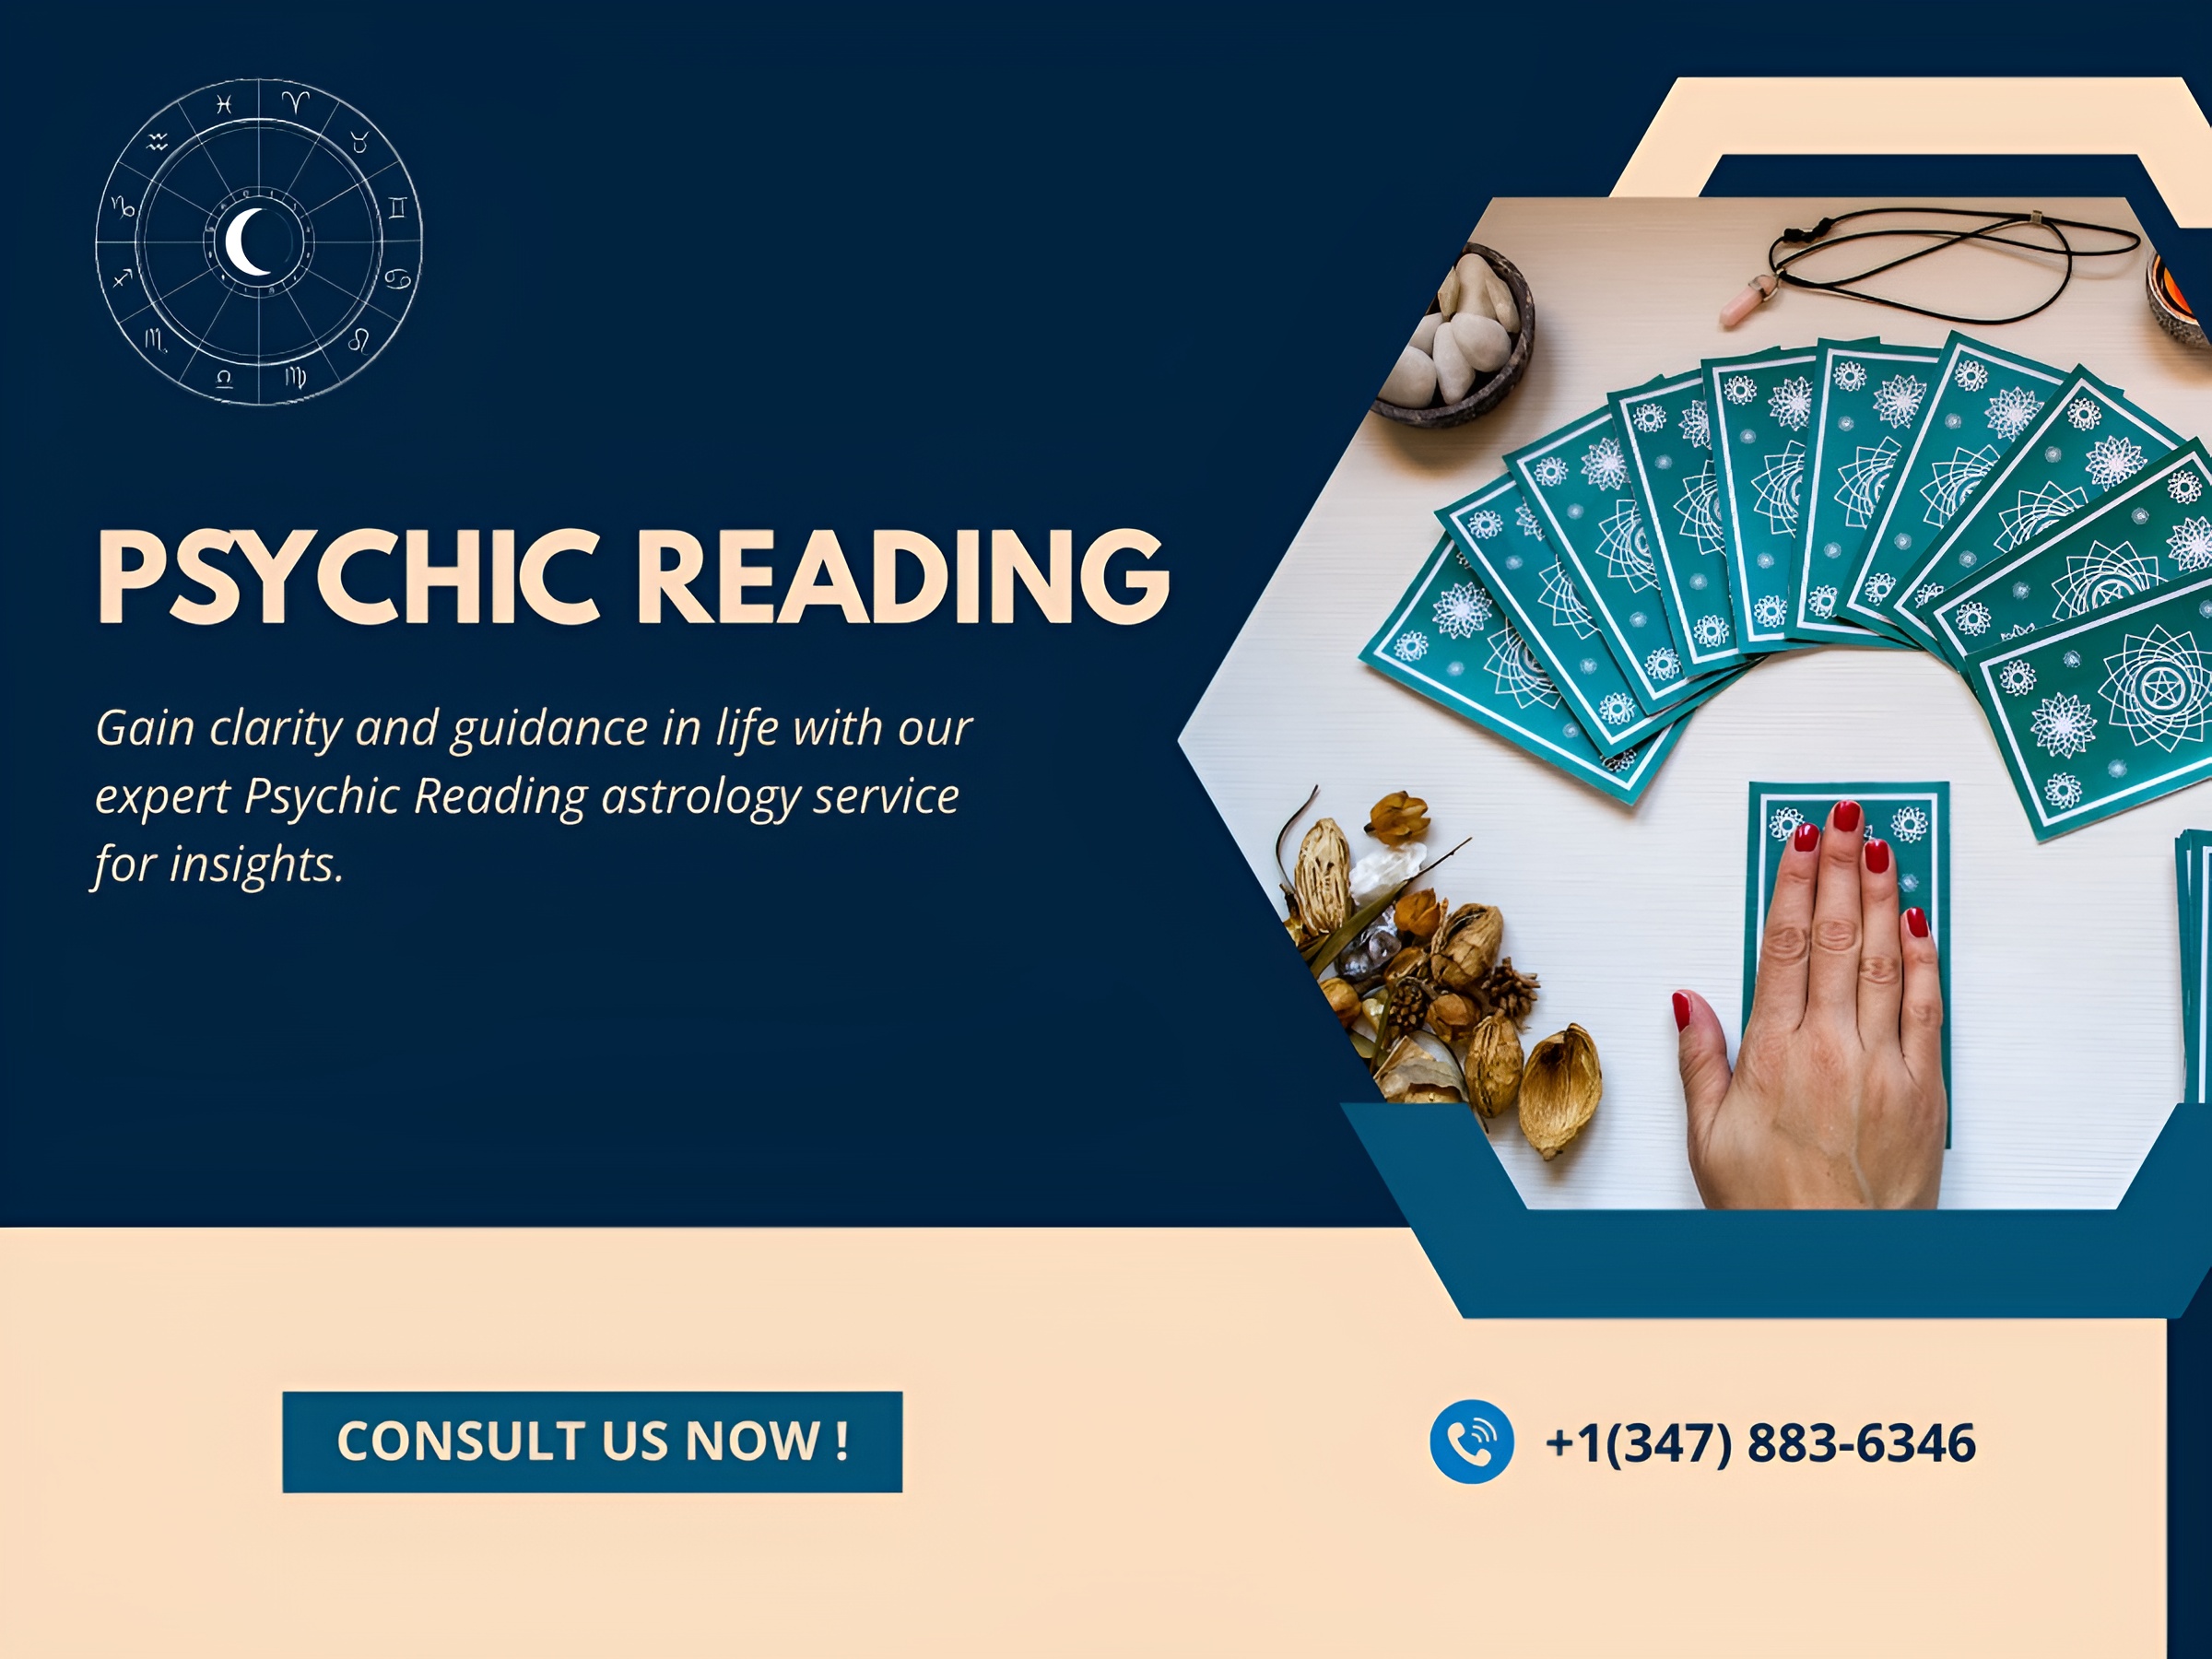 PSYCHIC READING
Gain clarity and guidance in life with our
expert Psychic Reading astrology service
for insights.
CONSULT US NOW !
+1(347) 883-6346